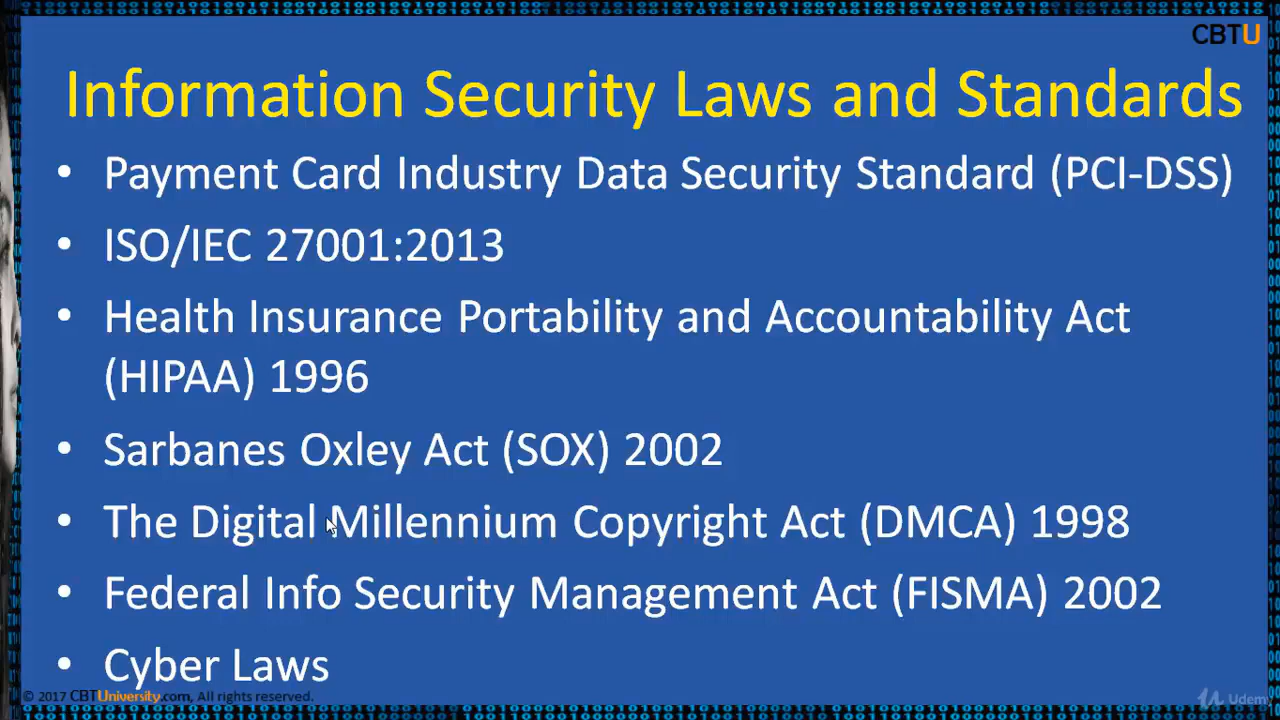 CBTU
Information Security Laws and Standards
• Payment Card Industry Data Security Standard (PCI-DSS)
• ISO/IEC 27001:2013
• Health Insurance Portability and Accountability Act
(HIPAA) 1996
• Sarbanes Oxley Act (SOX) 2002
• The Digital Millennium Copyright Act (DMCA) 1998
• Federal Info Security Management Act (FISMA) 2002
• Cyber Laws
© 2017 CBTUniversity.com, All rights reserved.
Udemy